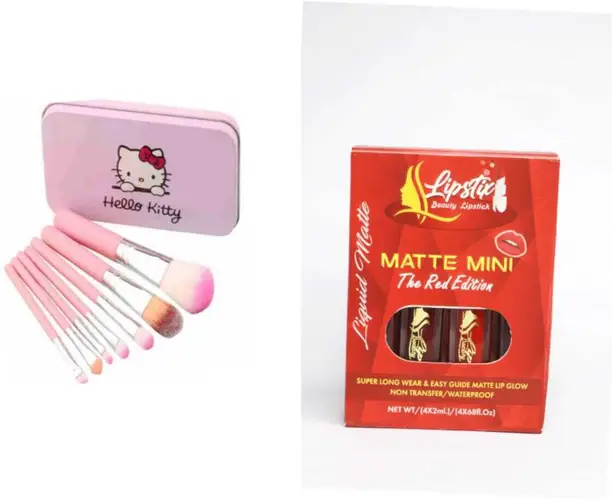 Hello Kitty
Lipstix
Beauty Lipstick
Liquid Matte
MATTE MINI
The Red Edition
SUPER LONG WEAR & EASY GUIDE MATTE LIP GLOW
NON TRANSFER/WATERPROOF
NET WT/(4X2ml.)/(4X68fl.Oz)